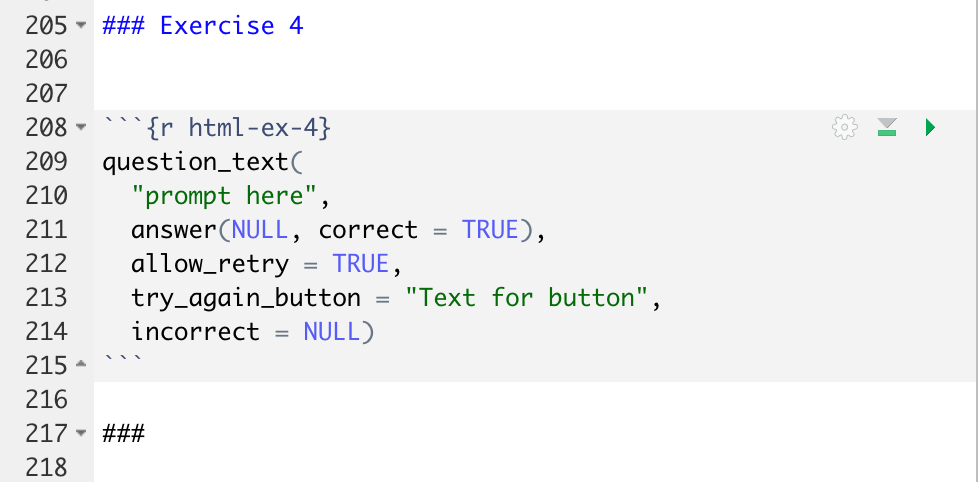 205 ### Exercise 4
206
207
208 ```{r html-ex-4}
209 question_text(
210   "prompt here",
211   answer(NULL, correct = TRUE),
212   allow_retry = TRUE,
213   try_again_button = "Text for button",
214   incorrect = NULL)
215 ```
216
217 ###
218